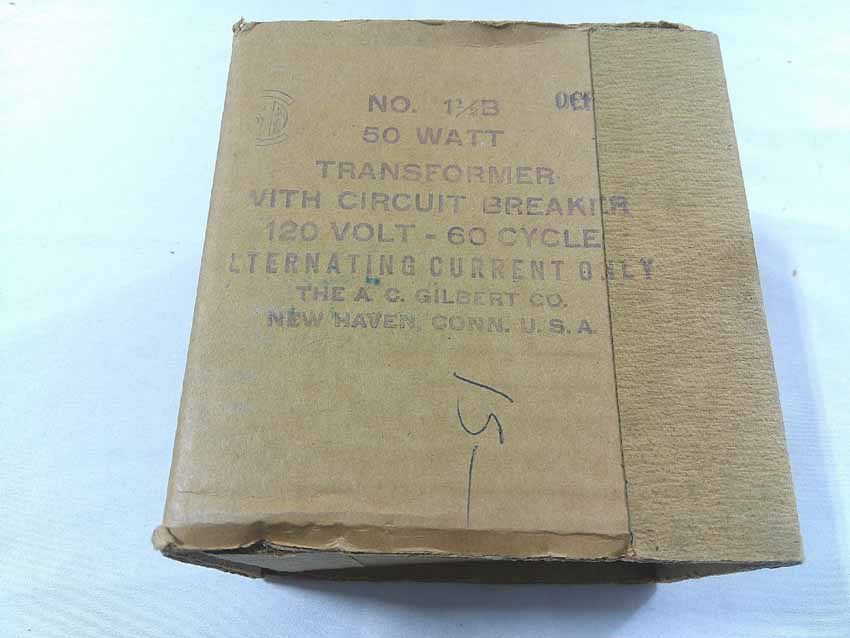 NO. 1½B
50 WATT
TRANSFORMER
WITH CIRCUIT BREAKER
120 VOLT - 60 CYCLE
LTERNATING CURRENT ONLY
THE A. C. GILBERT CO.
NEW HAVEN, CONN. U. S. A.
15-